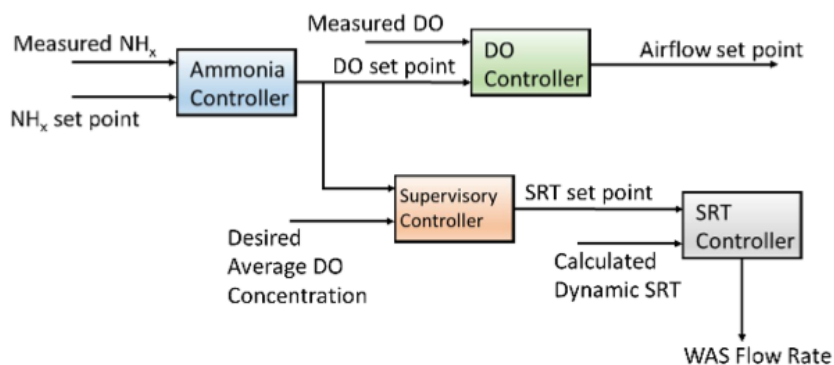 Measured DO
Measured NHₓ
DO
Controller
Airflow set point
Ammonia
Controller
DO set point
NHₓ set point
Supervisory
Controller
SRT set point
SRT
Controller
Desired
Average DO
Concentration
Calculated
Dynamic SRT
WAS Flow Rate